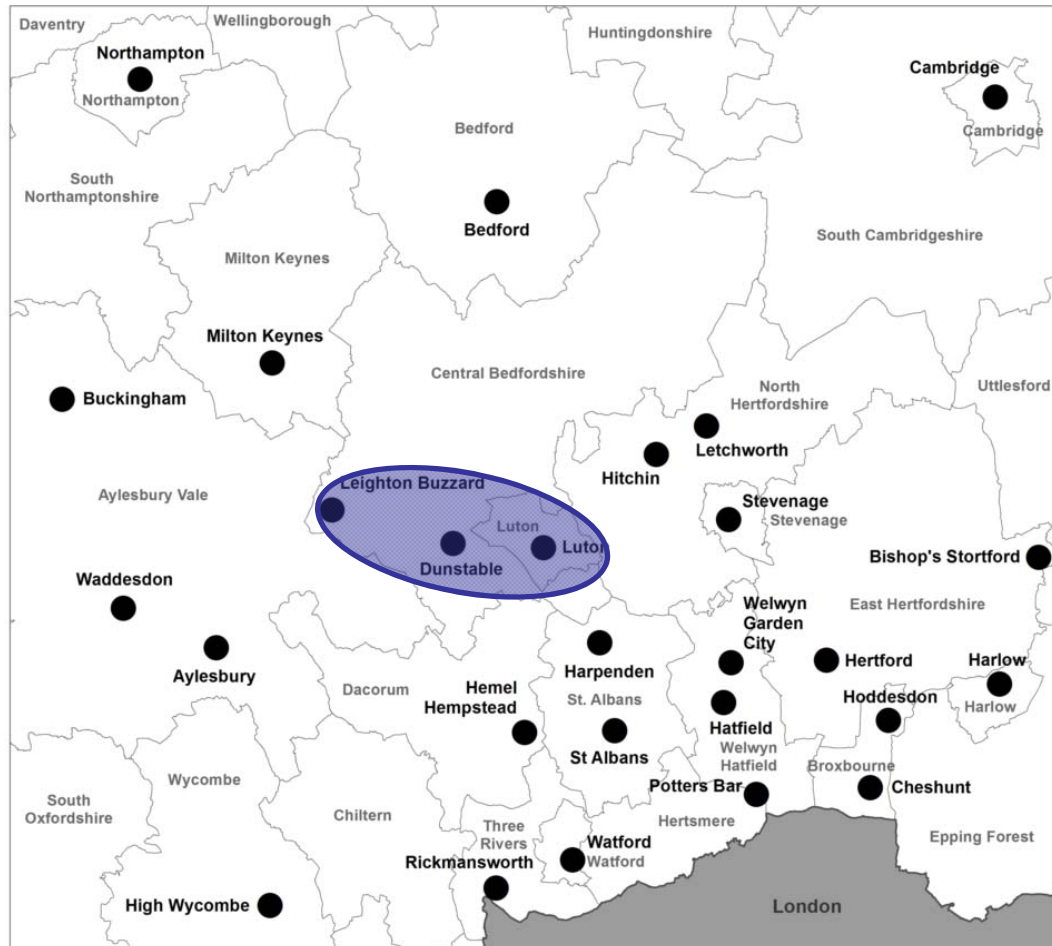 Daventry
Wellingborough
Huntingdonshire
Northampton
Northampton
Cambridge
Cambridge
Bedford
South
Northamptonshire
Bedford
South Cambridgeshire
Milton Keynes
Milton Keynes
Central Bedfordshire
North
Hertfordshire
Uttlesford
Buckingham
Letchworth
Hitchin
Aylesbury Vale
Leighton Buzzard
Stevenage
Stevenage
Luton
Luton
Dunstable
Bishop's Stortford
Waddesdon
Welwyn
Garden
City
East Hertfordshire
Aylesbury
Harpenden
Hertford
Harlow
Harlow
Dacorum
Hemel
Hempstead
St. Albans
Hoddesdon
Hatfield
Welwyn
Hatfield
St Albans
Wycombe
Broxbourne
Potters Bar
Cheshunt
South
Oxfordshire
Chiltern
Three
Rivers
Hertsmere
Watford
Watford
Epping Forest
Rickmansworth
High Wycombe
London